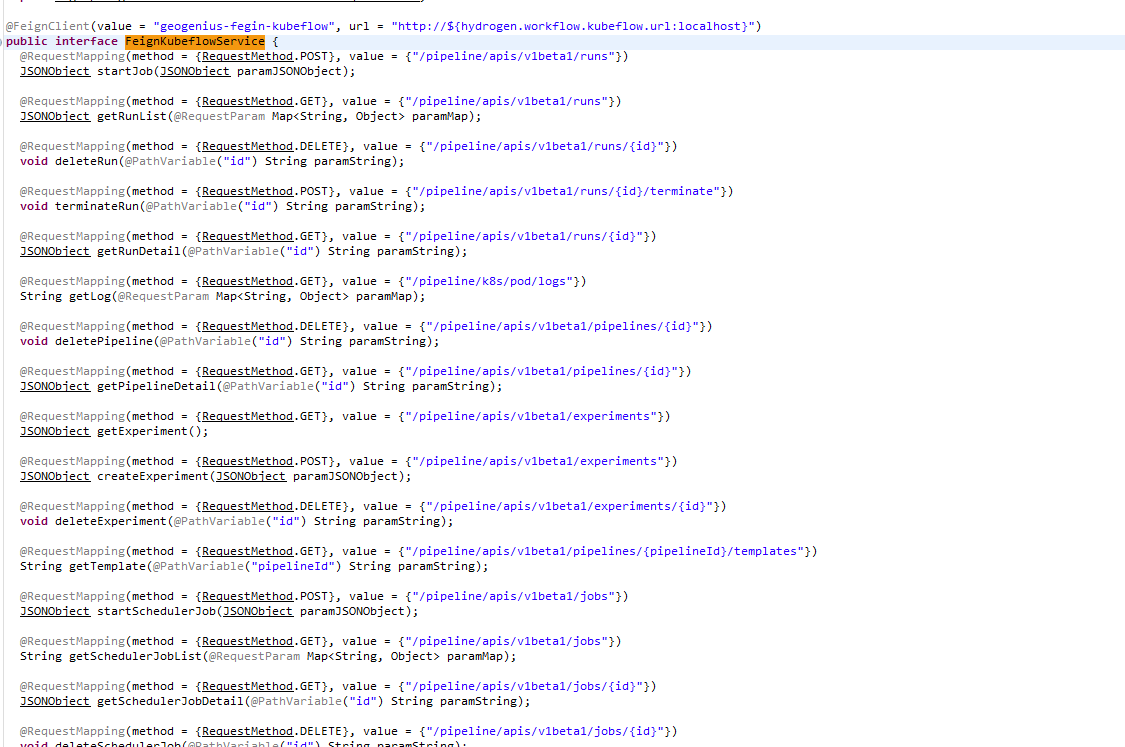 @FeignClient(value = "geogenius-fegin-kubeflow", url = "http://${hydrogen.workflow.kubeflow.url:localhost}")
public interface FeignKubeflowService {
@RequestMapping(method = {RequestMethod.POST}, value = {"/pipeline/apis/v1beta1/runs"})
JSONObject startJob(JSONObject paramJSONObject);
@RequestMapping(method = {RequestMethod.GET}, value = {"/pipeline/apis/v1beta1/runs"})
JSONObject getRunList(@RequestParam Map<String, Object> paramMap);
@RequestMapping(method = {RequestMethod.DELETE}, value = {"/pipeline/apis/v1beta1/runs/{id}"})
void deleteRun(@PathVariable("id") String paramString);
@RequestMapping(method = {RequestMethod.POST}, value = {"/pipeline/apis/v1beta1/runs/{id}/terminate"})
void terminateRun(@PathVariable("id") String paramString);
@RequestMapping(method = {RequestMethod.GET}, value = {"/pipeline/apis/v1beta1/runs/{id}"})
JSONObject getRunDetail(@PathVariable("id") String paramString);
@RequestMapping(method = {RequestMethod.GET}, value = {"/pipeline/k8s/pod/logs"})
String getLog(@RequestParam Map<String, Object> paramMap);
@RequestMapping(method = {RequestMethod.DELETE}, value = {"/pipeline/apis/v1beta1/pipelines/{id}"})
void deletePipeline(@PathVariable("id") String paramString);
@RequestMapping(method = {RequestMethod.GET}, value = {"/pipeline/apis/v1beta1/pipelines/{id}"})
JSONObject getPipelineDetail(@PathVariable("id") String paramString);
@RequestMapping(method = {RequestMethod.GET}, value = {"/pipeline/apis/v1beta1/experiments"})
JSONObject getExperiment();
@RequestMapping(method = {RequestMethod.POST}, value = {"/pipeline/apis/v1beta1/experiments"})
JSONObject createExperiment(JSONObject paramJSONObject);
@RequestMapping(method = {RequestMethod.DELETE}, value = {"/pipeline/apis/v1beta1/experiments/{id}"})
void deleteExperiment(@PathVariable("id") String paramString);
@RequestMapping(method = {RequestMethod.GET}, value = {"/pipeline/apis/v1beta1/pipelines/{pipelineId}/templates"})
String getTemplate(@PathVariable("pipelineId") String paramString);
@RequestMapping(method = {RequestMethod.POST}, value = {"/pipeline/apis/v1beta1/jobs"})
JSONObject startSchedulerJob(JSONObject paramJSONObject);
@RequestMapping(method = {RequestMethod.GET}, value = {"/pipeline/apis/v1beta1/jobs"})
String getSchedulerJobList(@RequestParam Map<String, Object> paramMap);
@RequestMapping(method = {RequestMethod.GET}, value = {"/pipeline/apis/v1beta1/jobs/{id}"})
JSONObject getSchedulerJobDetail(@PathVariable("id") String paramString);
@RequestMapping(method = {RequestMethod.DELETE}, value = {"/pipeline/apis/v1beta1/jobs/{id}"})
void deleteSchedulerJob(@PathVariable("id") String paramString);